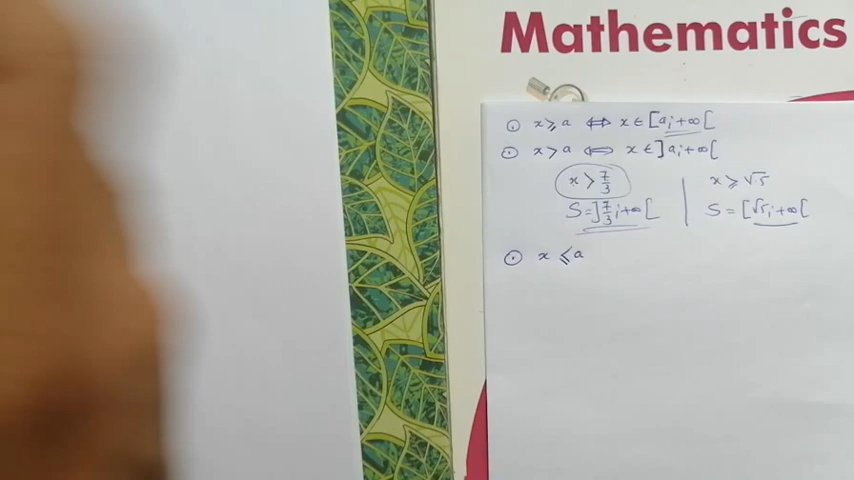 Mathematics
⊙ x ⩾ a ⟺ x ∈ [a; +∞[
⊙ x > a ⟺ x ∈ ]a; +∞[
x > 7/3 | x ⩾ √5
S = ]7/3; +∞[ | S = [√5; +∞[
⊙ x ⩽ a